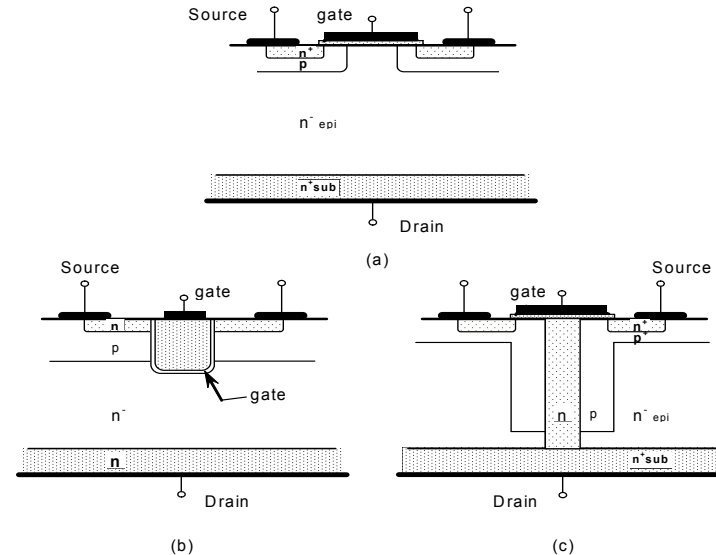 Source gate
n+
p
n- epi
n+sub
Drain
(a)
Source
gate
n
p
gate
n-
n
Drain
(b)
gate Source
n+
p+
n p n- epi
n+sub
Drain
(c)